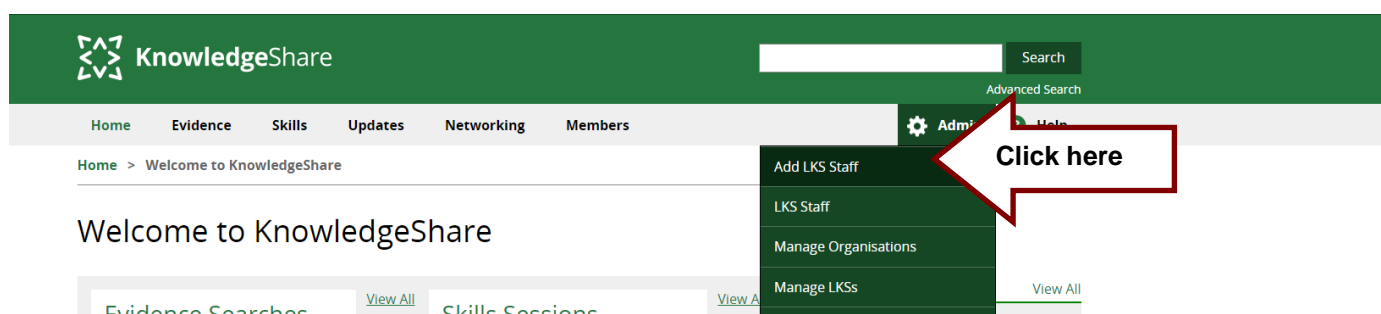 KnowledgeShare
Search
Advanced Search
Home Evidence Skills Updates Networking Members Admin Help
Click here
Home > Welcome to KnowledgeShare
Add LKS Staff
LKS Staff
Welcome to KnowledgeShare
Manage Organisations
Manage LKSs
View All
Evidence Searches
View All
Skills Sessions
View A